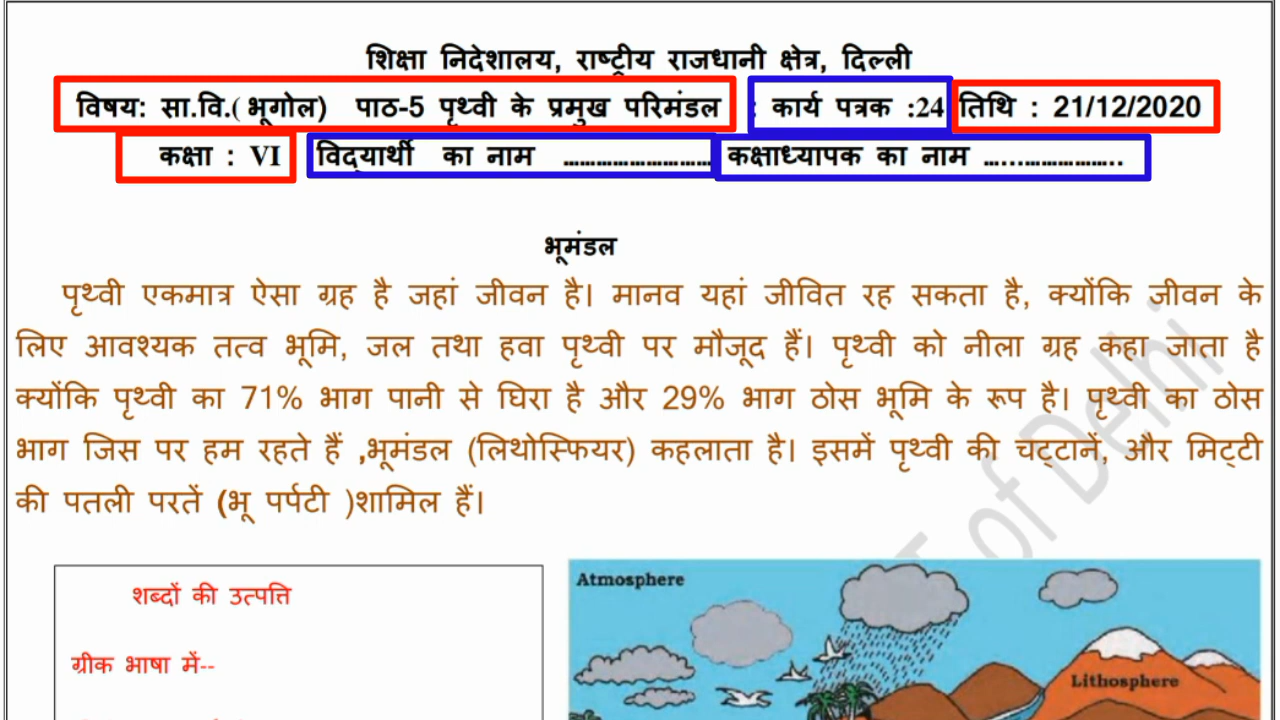 शिक्षा निदेशालय, राष्ट्रीय राजधानी क्षेत्र, दिल्ली
विषय: सा.वि.( भूगोल) पाठ-5 पृथ्वी के प्रमुख परिमंडल : कार्य पत्रक :24 तिथि : 21/12/2020
कक्षा : VI विद्यार्थी का नाम ……………………… कक्षाध्यापक का नाम …...……………..
भूमंडल
पृथ्वी एकमात्र ऐसा ग्रह है जहां जीवन है। मानव यहां जीवित रह सकता है, क्योंकि जीवन के
लिए आवश्यक तत्व भूमि, जल तथा हवा पृथ्वी पर मौजूद हैं। पृथ्वी को नीला ग्रह कहा जाता है
क्योंकि पृथ्वी का 71% भाग पानी से घिरा है और 29% भाग ठोस भूमि के रूप है। पृथ्वी का ठोस
भाग जिस पर हम रहते हैं ,भूमंडल (लिथोस्फियर) कहलाता है। इसमें पृथ्वी की चट्टानें, और मिट्टी
की पतली परतें (भू पर्पटी )शामिल हैं।
of Delhi
शब्दों की उत्पत्ति
ग्रीक भाषा में--
Atmosphere
Lithosphere